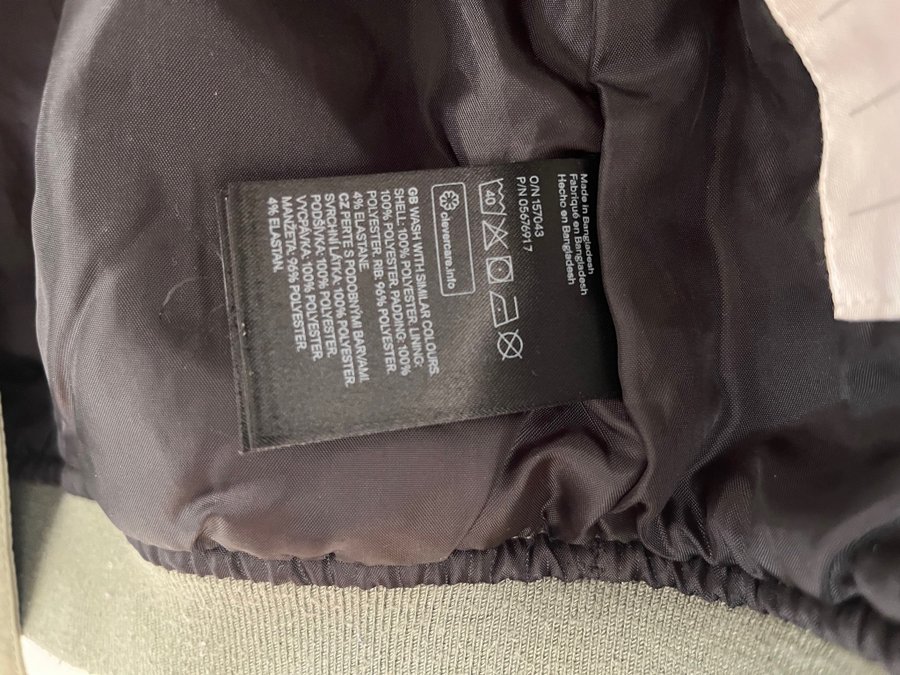 Made in Bangladesh
Fabriqué en Bangladesh
Hecho en Bangladesh
O/N 157043
P/N 05676917
40
clevercare.info
GB WASH WITH SIMILAR COLOURS.
SHELL: 100% POLYESTER. LINING:
100% POLYESTER. PADDING: 100%
POLYESTER. RIB: 96% POLYESTER.
4% ELASTANE.
CZ PERTE S PODOBNÝMI BARVAMI.
SVRCHNÍ LÁTKA: 100% POLYESTER.
PODŠÍVKA: 100% POLYESTER.
VYCPÁVKA: 100% POLYESTER.
MANŽETA: 96% POLYESTER.
4% ELASTAN.